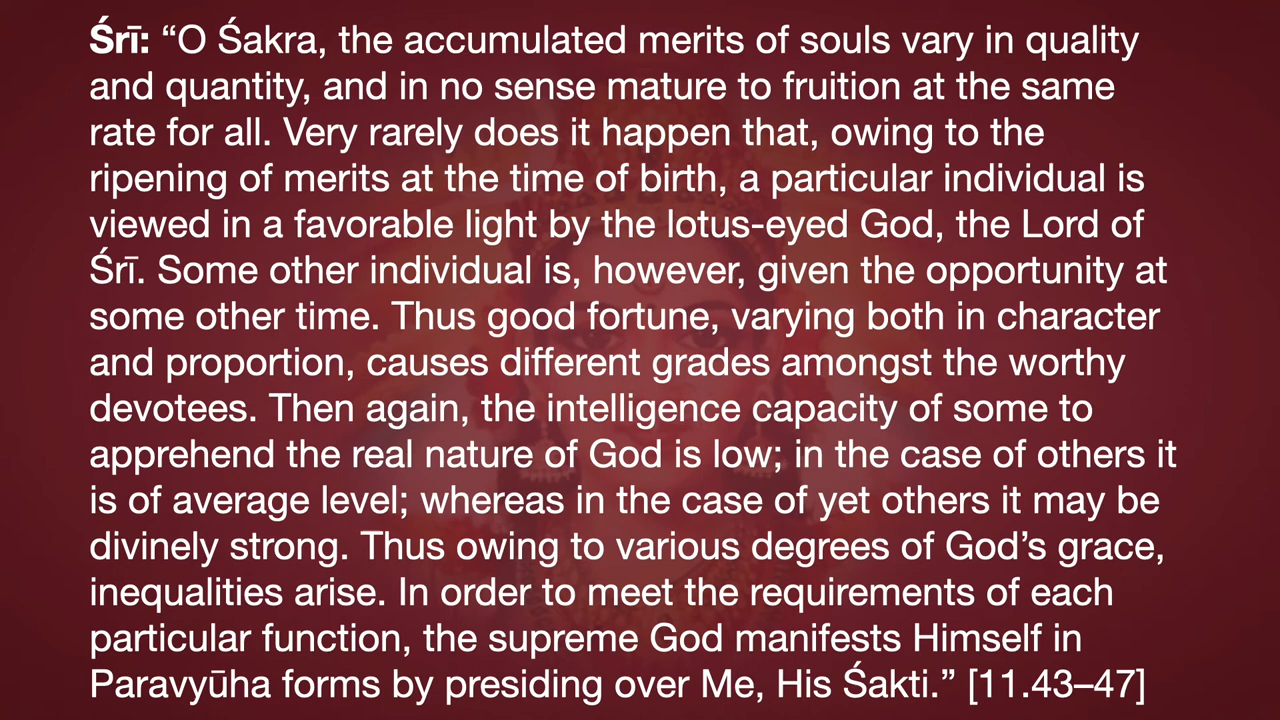 Śrī: “O Śakra, the accumulated merits of souls vary in quality
and quantity, and in no sense mature to fruition at the same
rate for all. Very rarely does it happen that, owing to the
ripening of merits at the time of birth, a particular individual is
viewed in a favorable light by the lotus-eyed God, the Lord of
Śrī. Some other individual is, however, given the opportunity at
some other time. Thus good fortune, varying both in character
and proportion, causes different grades amongst the worthy
devotees. Then again, the intelligence capacity of some to
apprehend the real nature of God is low; in the case of others it
is of average level; whereas in the case of yet others it may be
divinely strong. Thus owing to various degrees of God’s grace,
inequalities arise. In order to meet the requirements of each
particular function, the supreme God manifests Himself in
Paravyūha forms by presiding over Me, His Śakti.” [11.43–47]